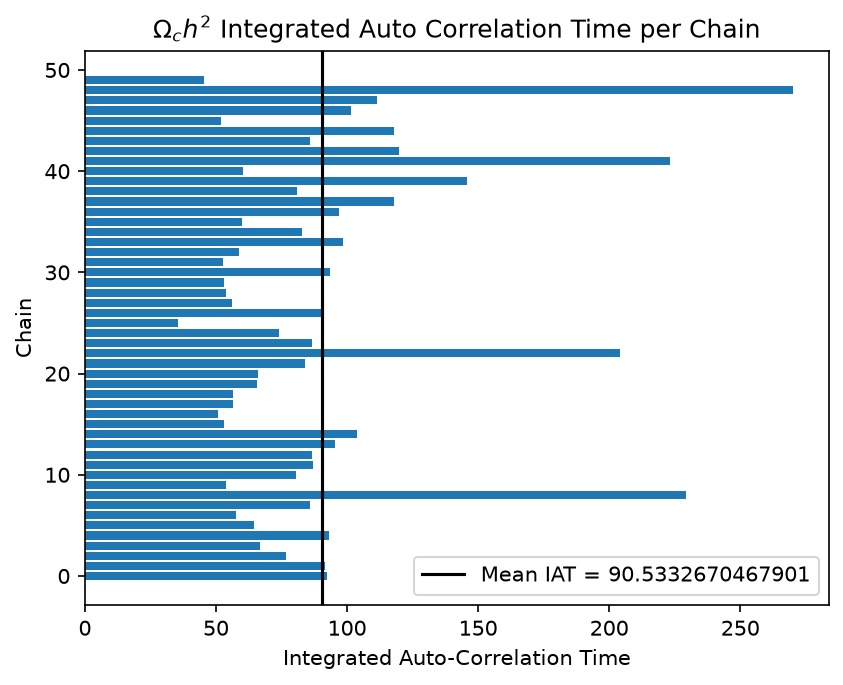 Ω_c h² Integrated Auto Correlation Time per Chain
50
40
30
20
10
0
Chain
Mean IAT = 90.5332670467901
0 50 100 150 200 250
Integrated Auto-Correlation Time